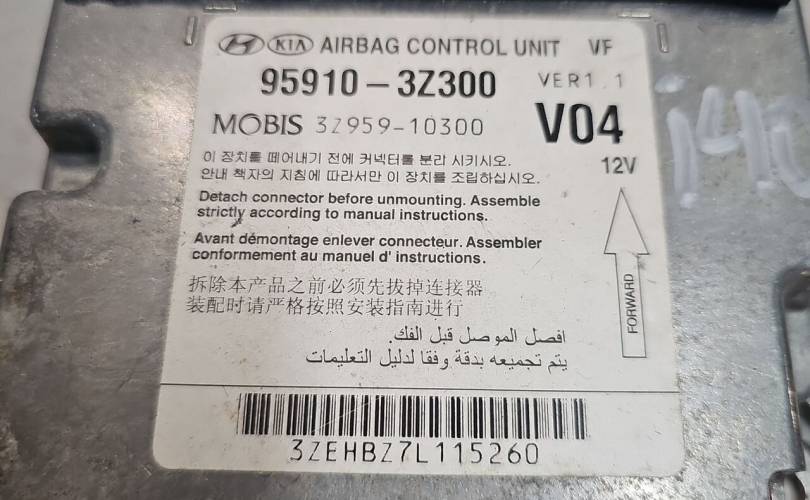 KIA AIRBAG CONTROL UNIT VF
95910-3Z300 VER1.1
MOBIS 3Z959-10300 V04
12V
이 장치를 떼어내기 전에 커넥터를 분리 시키시오.
안내 책자의 지침에 따라서만 이 장치를 조립하십시오.
Detach connector before unmounting. Assemble
strictly according to manual instructions.
Avant démontage enlever connecteur. Assembler
conformement au manuel d' instructions.
FORWARD
拆除本产品之前必须先拔掉连接器
装配时请严格按照安装指南进行
افصل الموصل قبل الفك.
يتم تجميعه بدقة وفقا لدليل التعليمات
3ZEHBZ7L115260